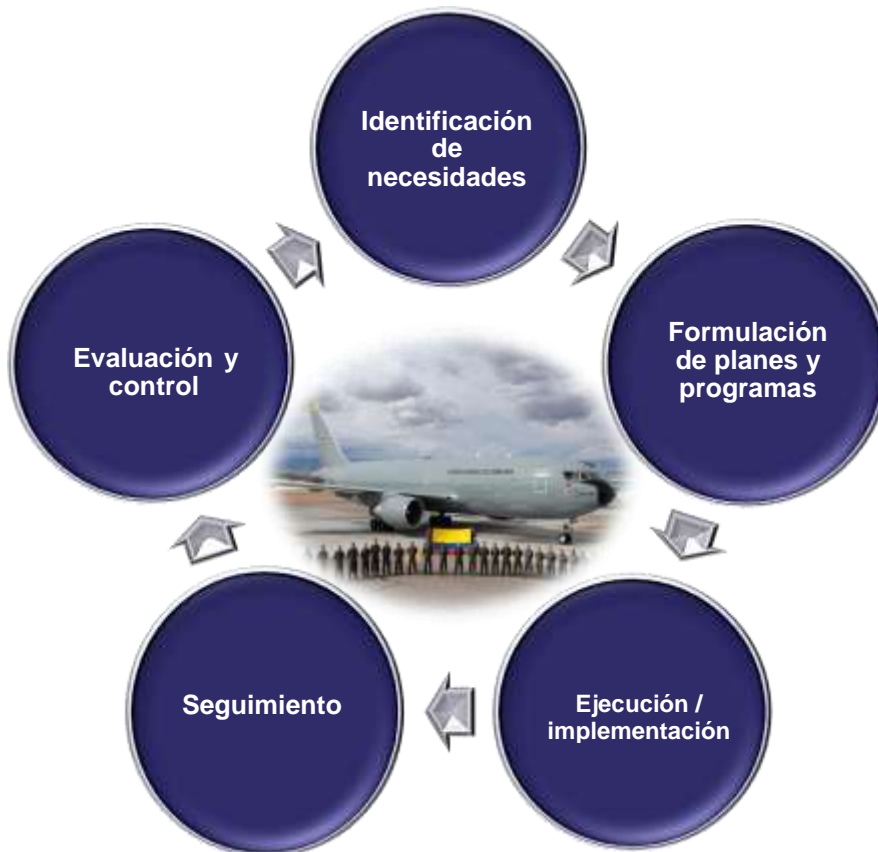 Identificación
de
necesidades
Formulación
de planes y
programas
Ejecución /
implementación
Seguimiento
Evaluación y
control